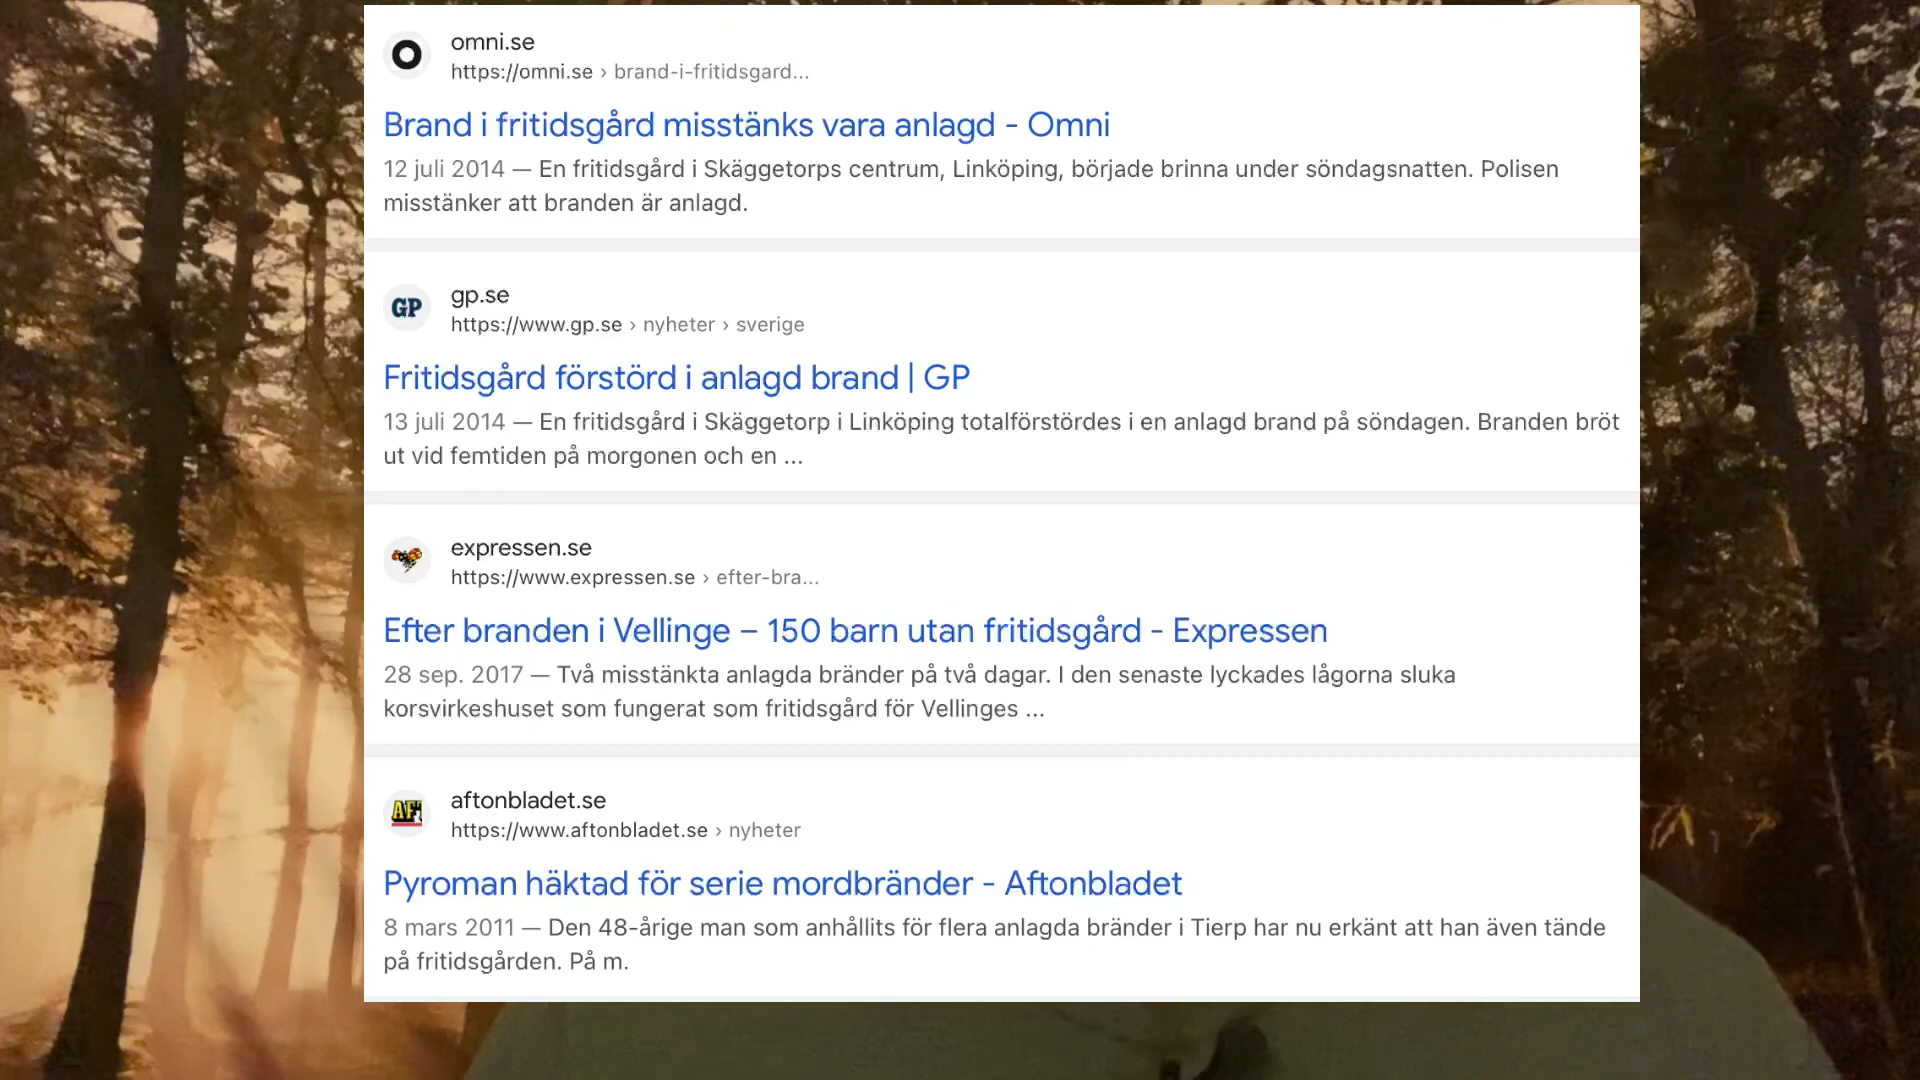 omni.se
https://omni.se › brand-i-fritidsgard...
Brand i fritidsgård misstänks vara anlagd - Omni
12 juli 2014 — En fritidsgård i Skäggetorps centrum, Linköping, började brinna under söndagsnatten. Polisen
misstänker att branden är anlagd.
GP
gp.se
https://www.gp.se › nyheter › sverige
Fritidsgård förstörd i anlagd brand | GP
13 juli 2014 — En fritidsgård i Skäggetorp i Linköping totalförstördes i en anlagd brand på söndagen. Branden bröt
ut vid femtiden på morgonen och en ...
expressen.se
https://www.expressen.se › efter-bra...
Efter branden i Vellinge – 150 barn utan fritidsgård - Expressen
28 sep. 2017 — Två misstänkta anlagda bränder på två dagar. I den senaste lyckades lågorna sluka
korsvirkeshuset som fungerat som fritidsgård för Vellinges ...
AF
aftonbladet.se
https://www.aftonbladet.se › nyheter
Pyroman häktad för serie mordbränder - Aftonbladet
8 mars 2011 — Den 48-årige man som anhållits för flera anlagda bränder i Tierp har nu erkänt att han även tände
på fritidsgården. På m.